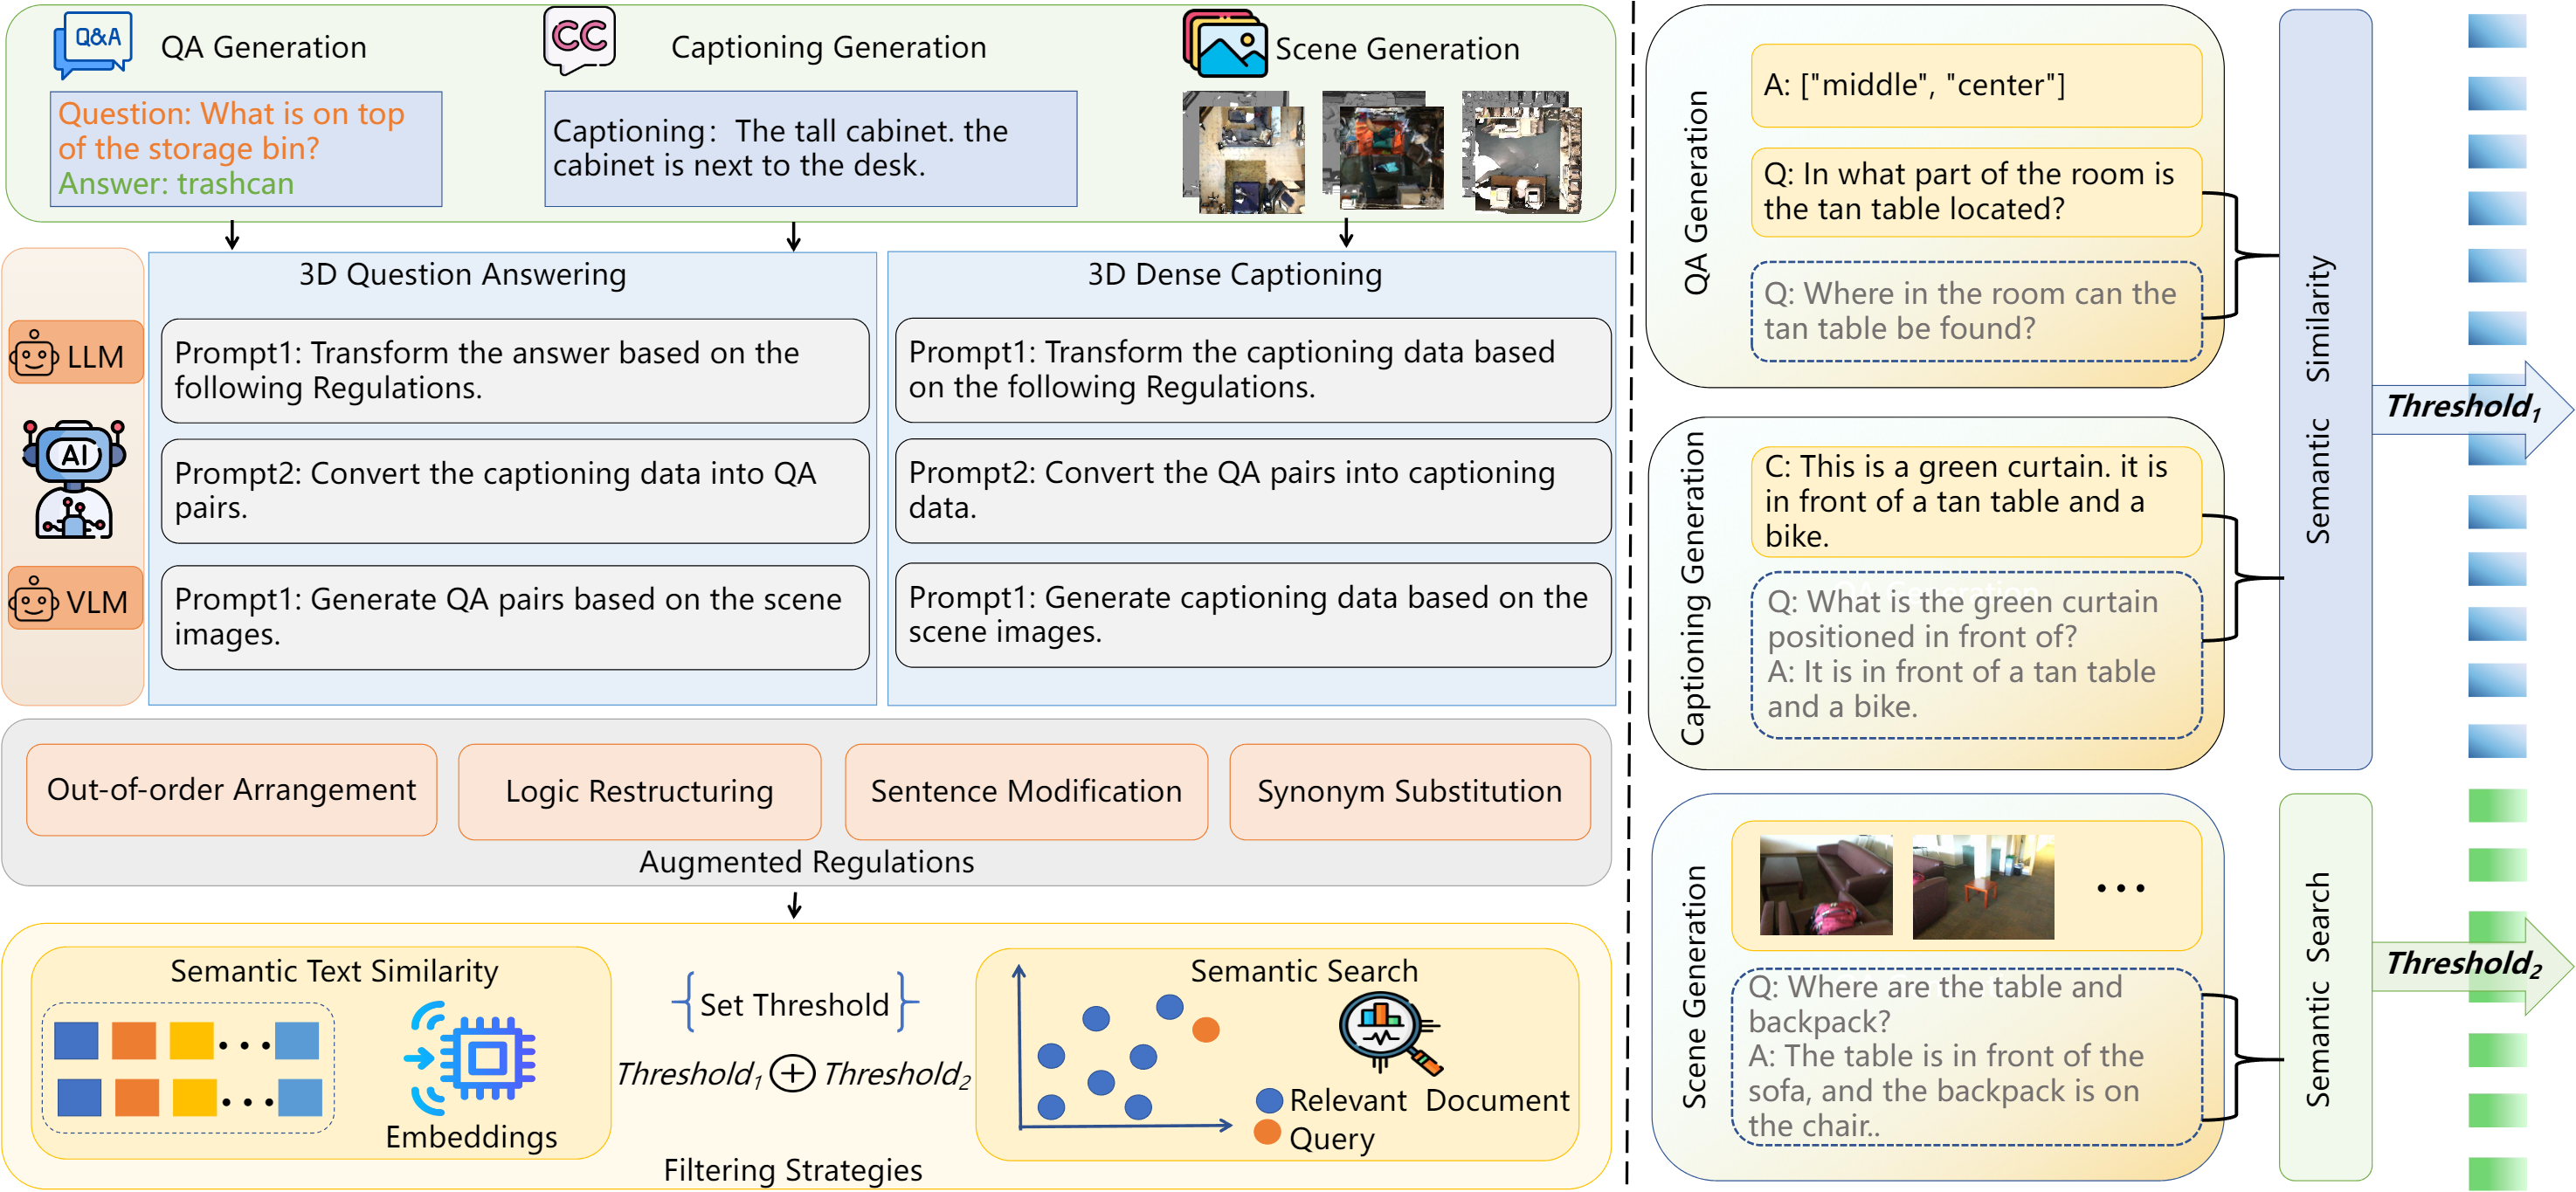 Q&A
QA Generation
CC
Captioning Generation
Scene Generation
Question: What is on top
of the storage bin?
Answer: trashcan
Captioning: The tall cabinet. the
cabinet is next to the desk.
3D Question Answering
3D Dense Captioning
LLM
AI
VLM
Prompt1: Transform the answer based on the
following Regulations.
Prompt2: Convert the captioning data into QA
pairs.
Prompt1: Generate QA pairs based on the scene
images.
Prompt1: Transform the captioning data based
on the following Regulations.
Prompt2: Convert the QA pairs into captioning
data.
Prompt1: Generate captioning data based on the
scene images.
Out-of-order Arrangement
Logic Restructuring
Sentence Modification
Synonym Substitution
Augmented Regulations
Semantic Text Similarity
Embeddings
Set Threshold
Threshold1
Threshold2
Semantic Search
Relevant Document
Query
Filtering Strategies
QA Generation
A: ["middle", "center"]
Q: In what part of the room is
the tan table located?
Q: Where in the room can the
tan table be found?
Captioning Generation
C: This is a green curtain. it is
in front of a tan table and a
bike.
Q: What is the green curtain
positioned in front of?
A: It is in front of a tan table
and a bike.
Scene Generation
Q: Where are the table and
backpack?
A: The table is in front of the
sofa, and the backpack is on
the chair..
Semantic Similarity
Threshold1
Semantic Search
Threshold2